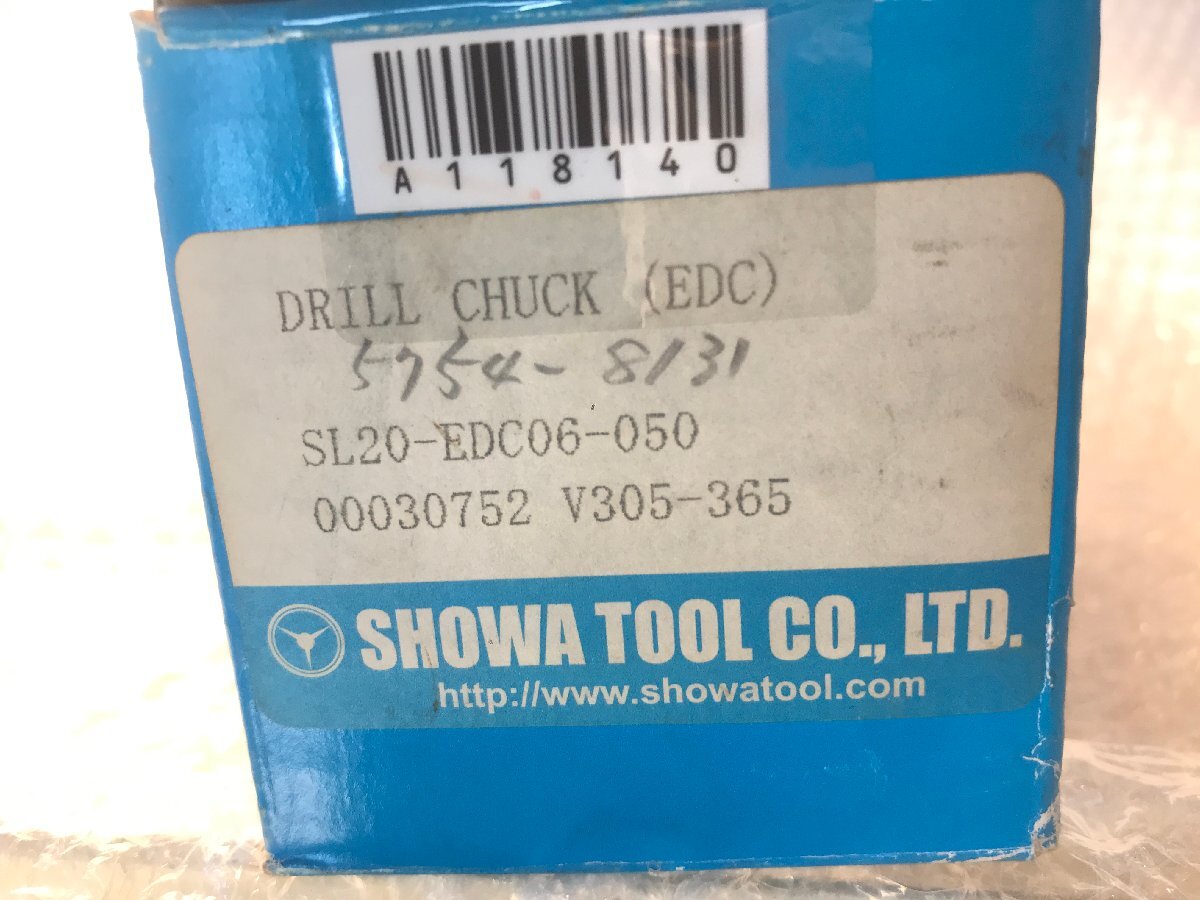 A118140
DRILL CHUCK (EDC)
5754-8131
SL20-EDC06-050
00030752 V305-365
SHOWA TOOL CO., LTD.
http://www.showatool.com